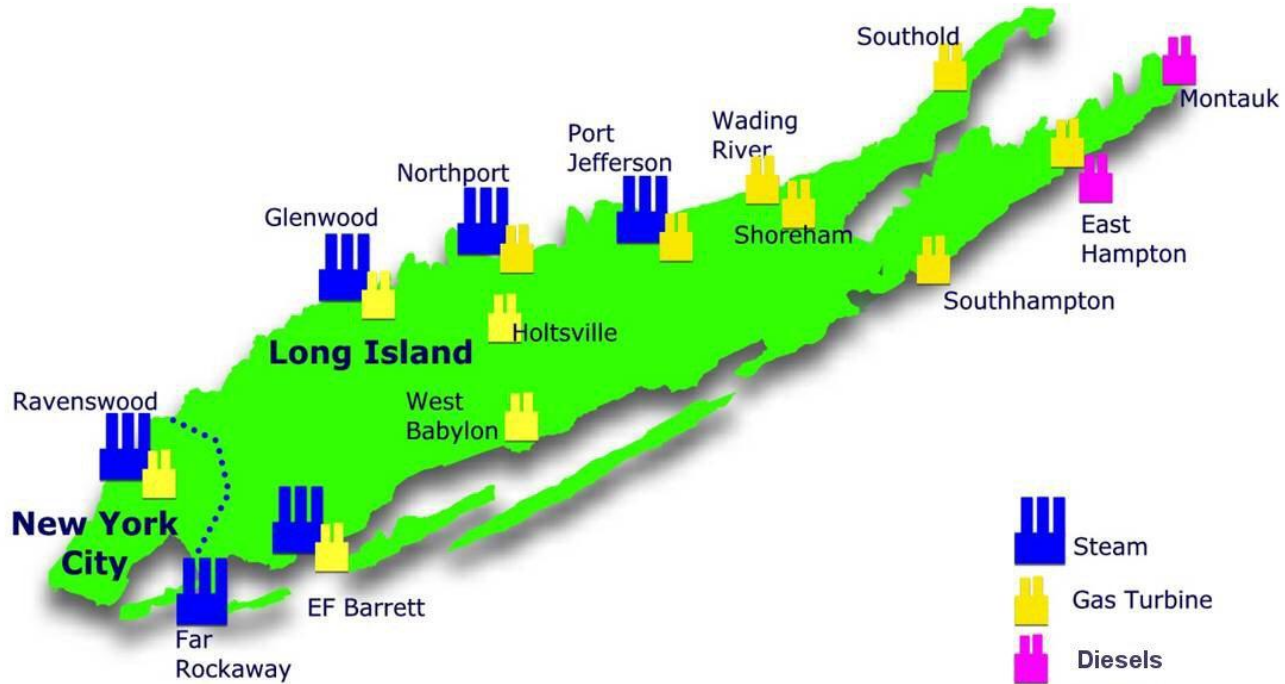 Southold
Montauk
Wading
River
Port
Jefferson
Northport
Glenwood
Shoreham
East
Hampton
Southhampton
Holtsville
Long Island
Ravenswood
West
Babylon
New York
City
EF Barrett
Far
Rockaway
Steam
Gas Turbine
Diesels